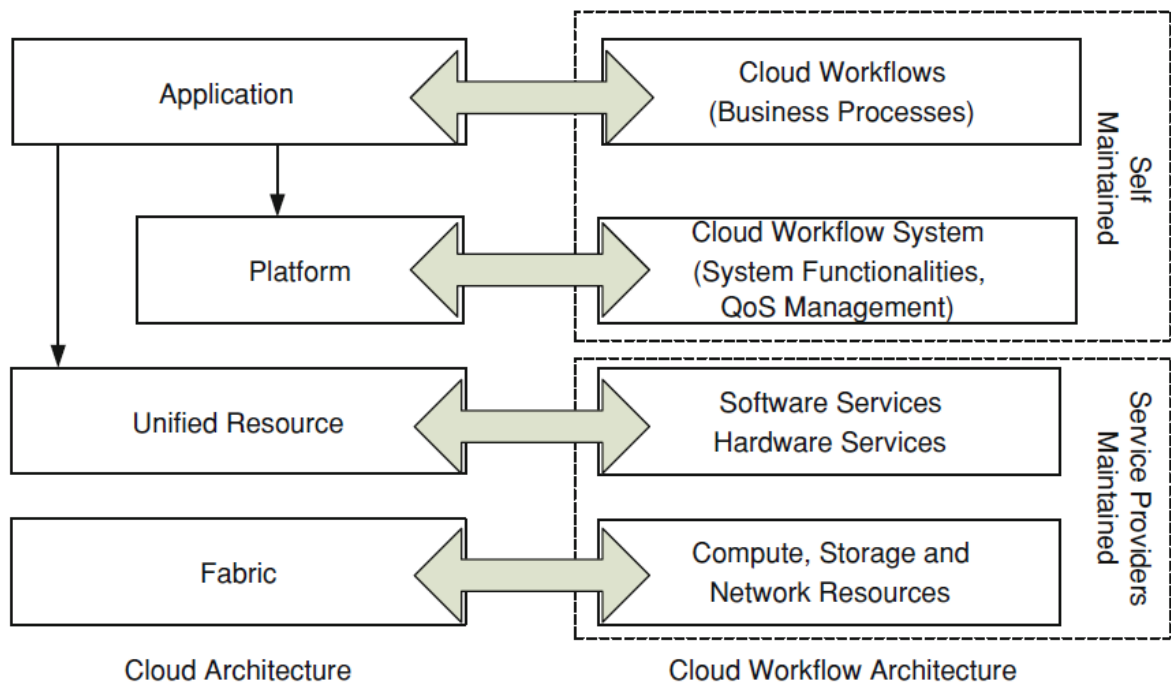 Application
Cloud Workflows
(Business Processes)
Self
Maintained
Platform
Cloud Workflow System
(System Functionalities,
QoS Management)
Unified Resource
Software Services
Hardware Services
Service Providers
Maintained
Fabric
Compute, Storage and
Network Resources
Cloud Architecture
Cloud Workflow Architecture